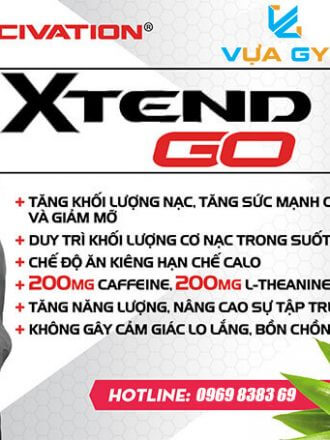 CIVATION®
VỰA GY
XTEND
GO
+ TĂNG KHỐI LƯỢNG NẠC, TĂNG SỨC MẠNH
VÀ GIẢM MỠ
+ DUY TRÌ KHỐI LƯỢNG CƠ NẠC TRONG SUỐT
+ CHẾ ĐỘ ĂN KIÊNG HẠN CHẾ CALO
+ 200MG CAFFEINE, 200MG L-THEANINE
+ TĂNG NĂNG LƯỢNG, NÂNG CAO SỰ TẬP TR
+ KHÔNG GÂY CẢM GIÁC LO LẮNG, BỒN CHỒN
HOTLINE: 0969 8383 69